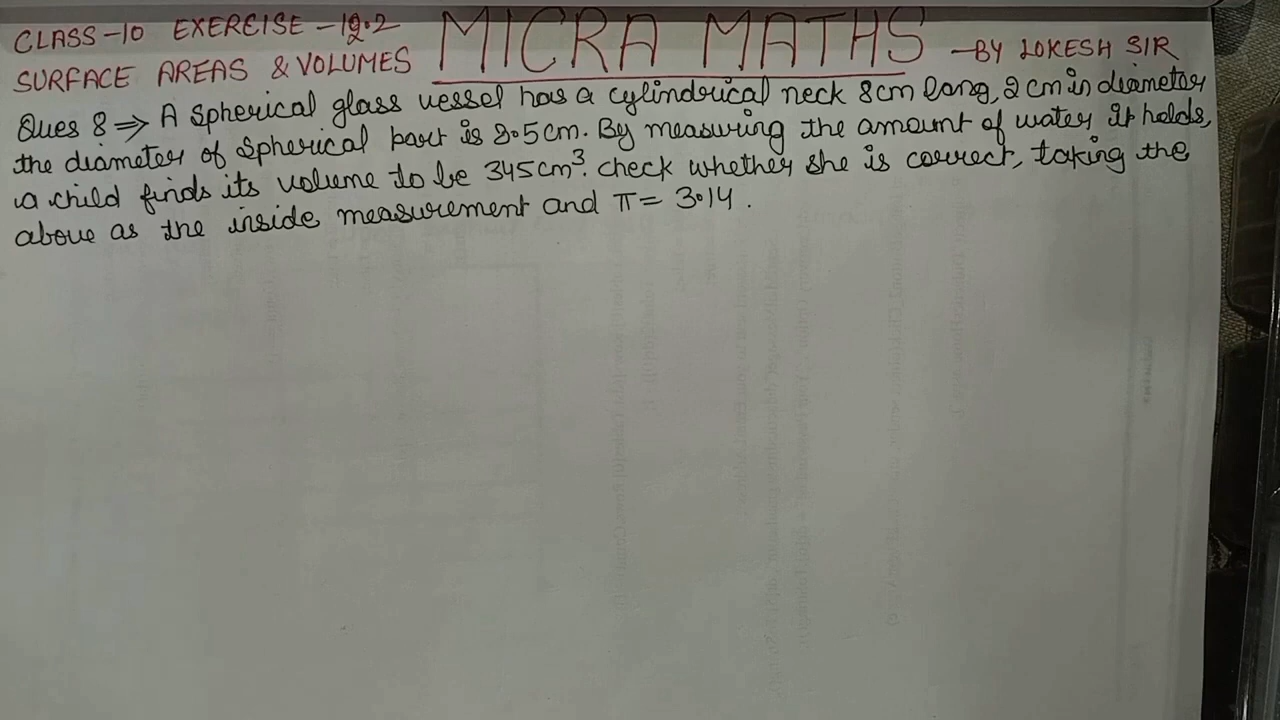 CLASS-10 EXERCISE -12.2
SURFACE AREAS & VOLUMES
MICRA MATHS -BY LOKESH SIR
Ques 8 ⇒ A Spherical glass vessel has a cylindrical neck 8cm long, 2 cm in diameter
the diameter of spherical part is 8.5cm. By measuring the amount of water it holds,
a child finds its volume to be 345cm³. check whether she is correct, taking the
above as the inside measurement and π = 3.14 .